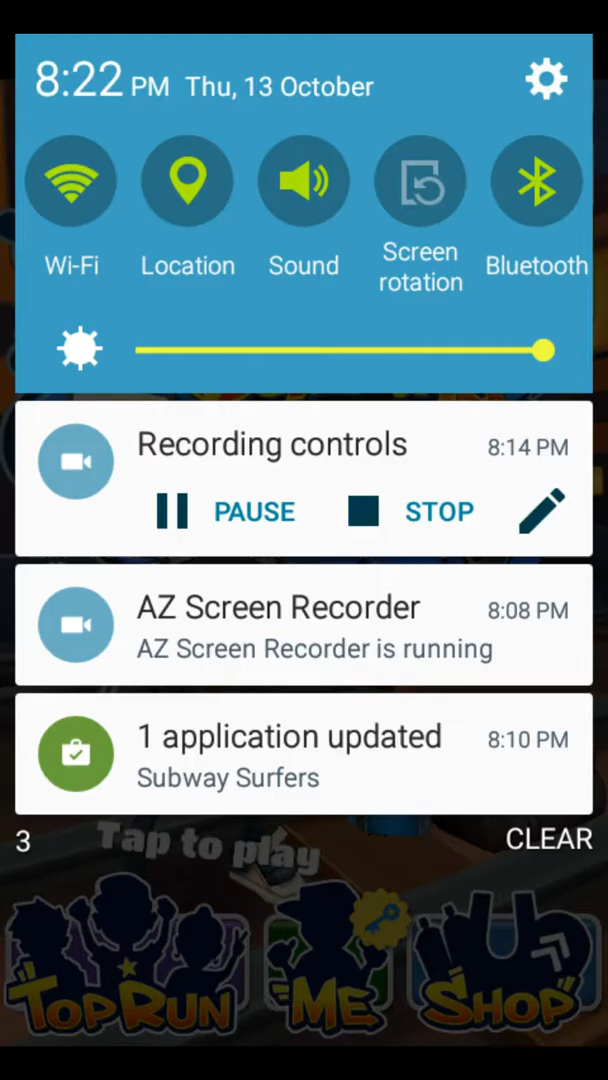 8:22 PM Thu, 13 October
Wi-Fi Location Sound Screen rotation Bluetooth
Recording controls 8:14 PM
PAUSE STOP
AZ Screen Recorder 8:08 PM
AZ Screen Recorder is running
1 application updated 8:10 PM
Subway Surfers
3 CLEAR
Tap to play
TOP RUN ME SHOP